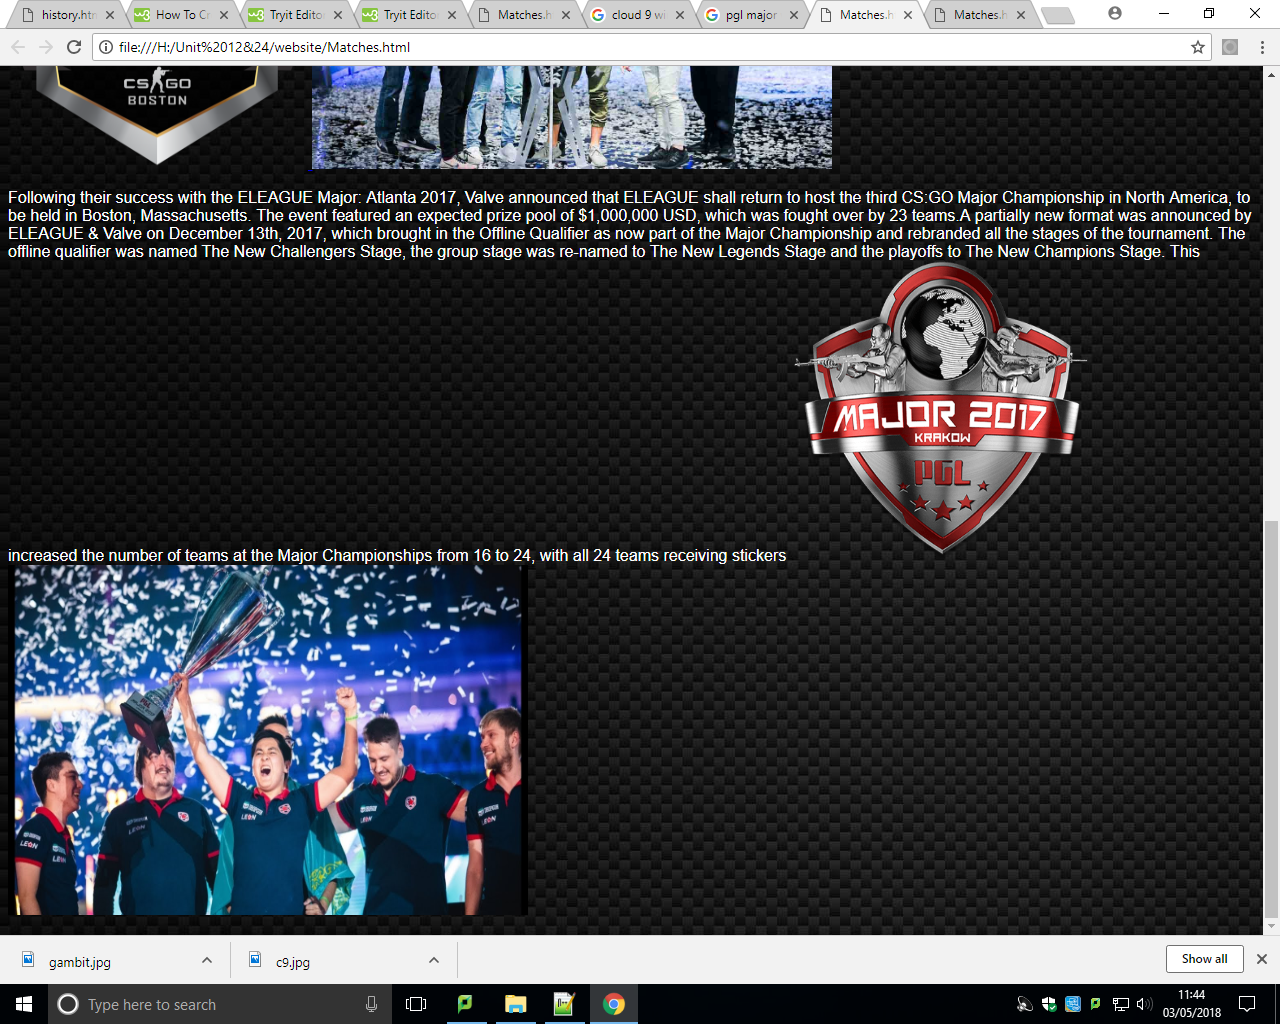 history.htm
How To Cr
Tryit Edito
Tryit Edito
Matches.h
cloud 9 wi
pgl major
Matches.h
Matches.h
file:///H:/Unit%2012&24/website/Matches.html
CS GO
BOSTON
Following their success with the ELEAGUE Major: Atlanta 2017, Valve announced that ELEAGUE shall return to host the third CS:GO Major Championship in North America, to
be held in Boston, Massachusetts. The event featured an expected prize pool of $1,000,000 USD, which was fought over by 23 teams.A partially new format was announced by
ELEAGUE & Valve on December 13th, 2017, which brought in the Offline Qualifier as now part of the Major Championship and rebranded all the stages of the tournament. The
offline qualifier was named The New Challengers Stage, the group stage was re-named to The New Legends Stage and the playoffs to The New Champions Stage. This
MAJOR 2017
KRAKOW
PGL
increased the number of teams at the Major Championships from 16 to 24, with all 24 teams receiving stickers
LEON
LEON
LEON
LEON
gambit.jpg
c9.jpg
Show all
Type here to search
11:44
03/05/2018